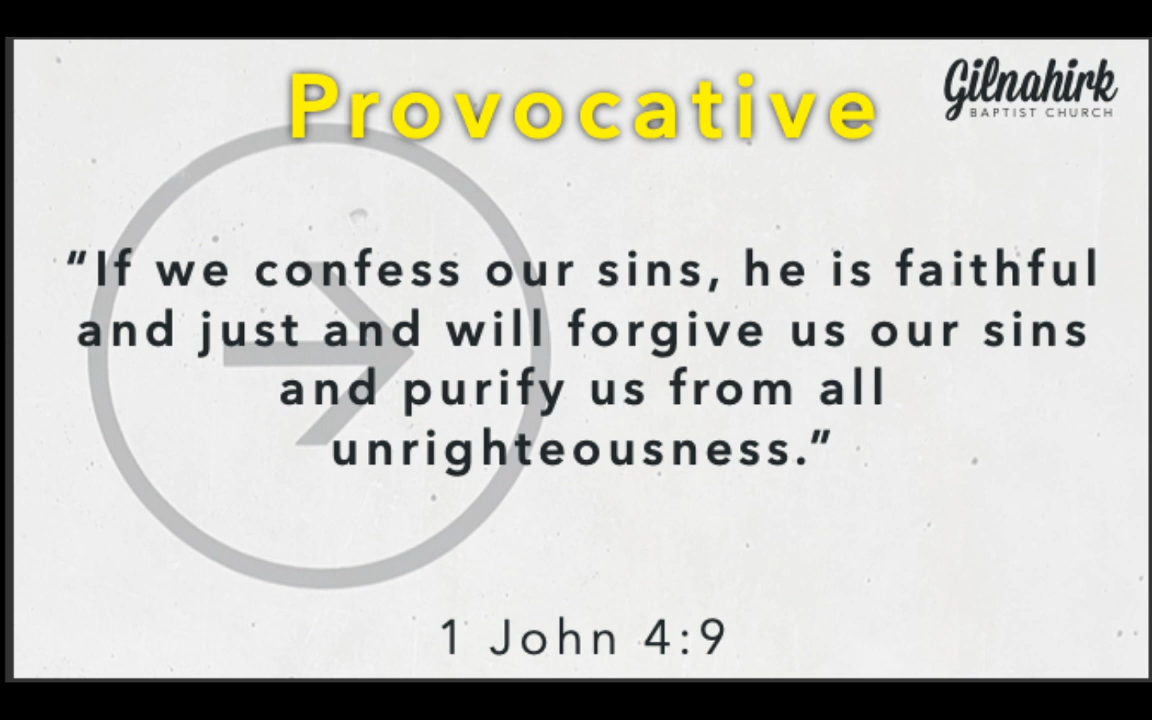 Provocative
Gilnahirk
BAPTIST CHURCH
“If we confess our sins, he is faithful
and just and will forgive us our sins
and purify us from all
unrighteousness.”
1 John 4:9